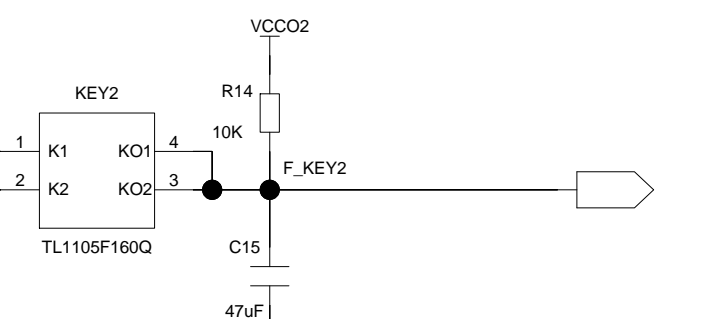 VCCO2
KEY2
R14
10K
1 K1 KO1 4
F_KEY2
2 K2 KO2 3
TL1105F160Q
C15
47uF